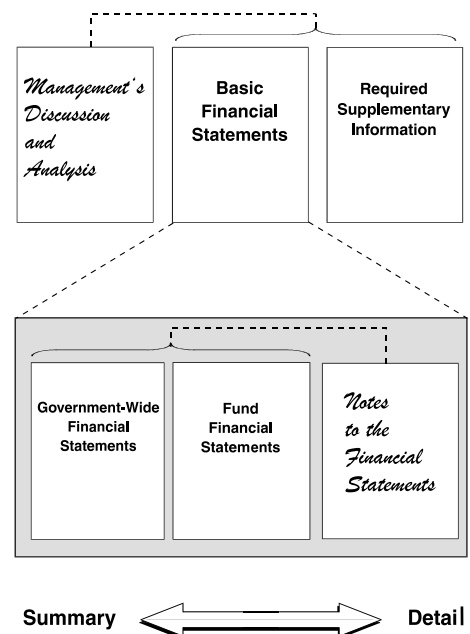 Management's
Discussion
and
Analysis
Basic
Financial
Statements
Required
Supplementary
Information
Government-Wide
Financial
Statements
Fund
Financial
Statements
Notes
to the
Financial
Statements
Summary
Detail